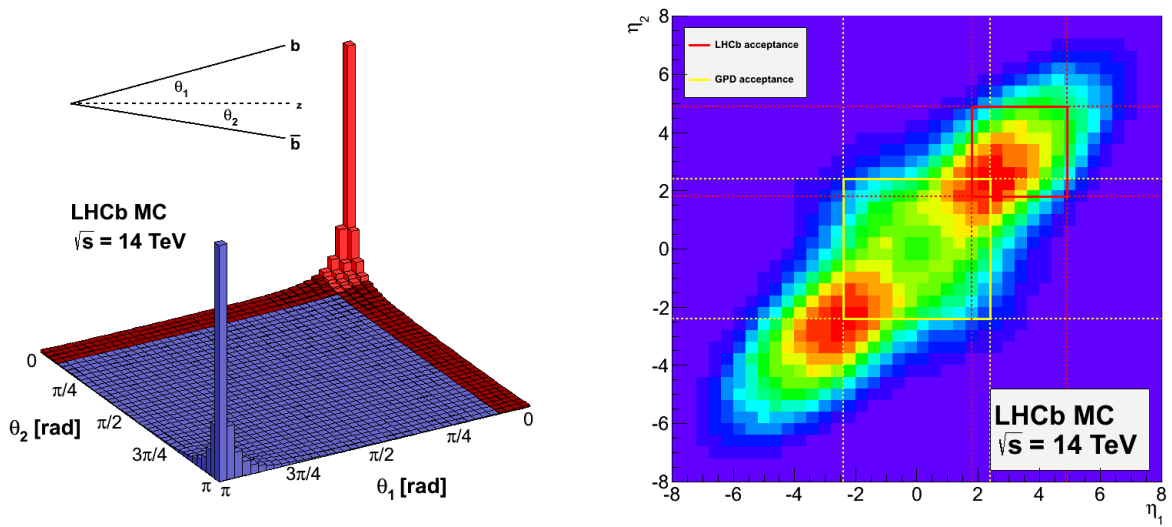 b
θ1
z
θ2
b̅
LHCb MC
√s = 14 TeV
0
π/4
π/2
3π/4
π
θ2 [rad]
π
3π/4
π/2
π/4
0
θ1 [rad]
η2
8
6
4
2
0
-2
-4
-6
-8
LHCb acceptance
GPD acceptance
LHCb MC
√s = 14 TeV
-8 -6 -4 -2 0 2 4 6 8
η1